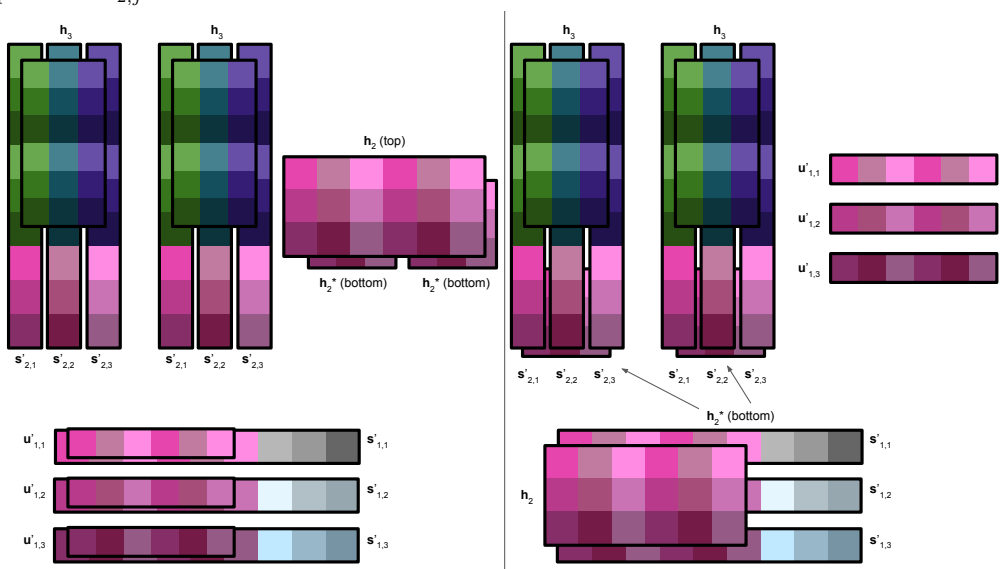 2,j
h3 h3
h2 (top)
h2* (bottom) h2* (bottom)
s'2,1 s'2,2 s'2,3 s'2,1 s'2,2 s'2,3
u'1,1 s'1,1
u'1,2 s'1,2
u'1,3 s'1,3
h3 h3
u'1,1
u'1,2
u'1,3
s'2,1 s'2,2 s'2,3 s'2,1 s'2,2 s'2,3
h2* (bottom)
s'1,1
h2 s'1,2
s'1,3